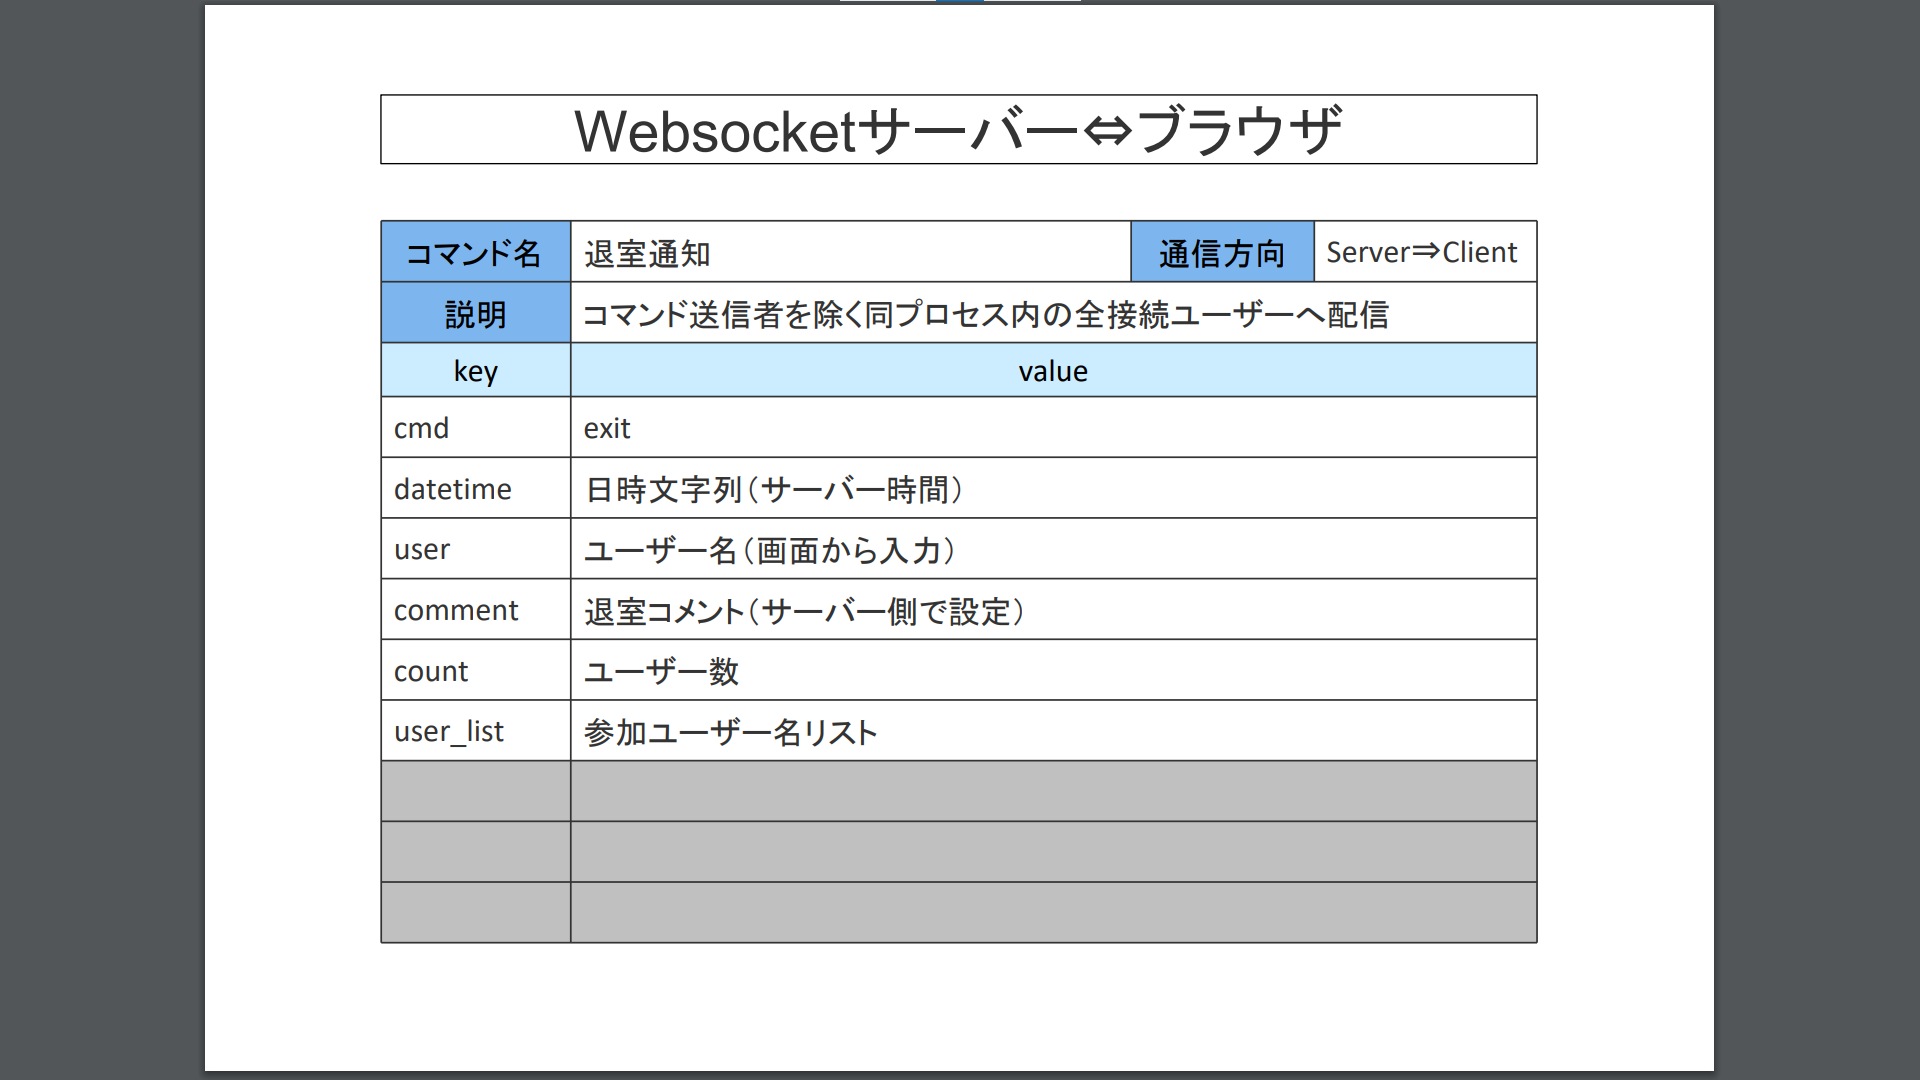 Websocketサーバー⇔ブラウザ
コマンド名 退室通知 通信方向 Server⇒Client
説明 コマンド送信者を除く同プロセス内の全接続ユーザーへ配信
key value
cmd exit
datetime 日時文字列（サーバー時間）
user ユーザー名（画面から入力）
comment 退室コメント（サーバー側で設定）
count ユーザー数
user_list 参加ユーザー名リスト